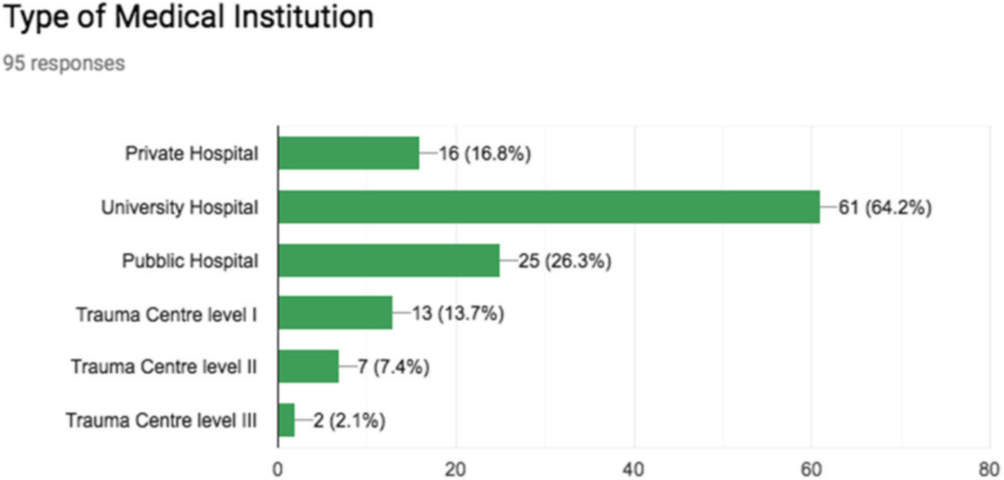 Type of Medical Institution
95 responses
Private Hospital 16 (16.8%)
University Hospital 61 (64.2%)
Pubblic Hospital 25 (26.3%)
Trauma Centre level I 13 (13.7%)
Trauma Centre level II 7 (7.4%)
Trauma Centre level III 2 (2.1%)
0 20 40 60 80